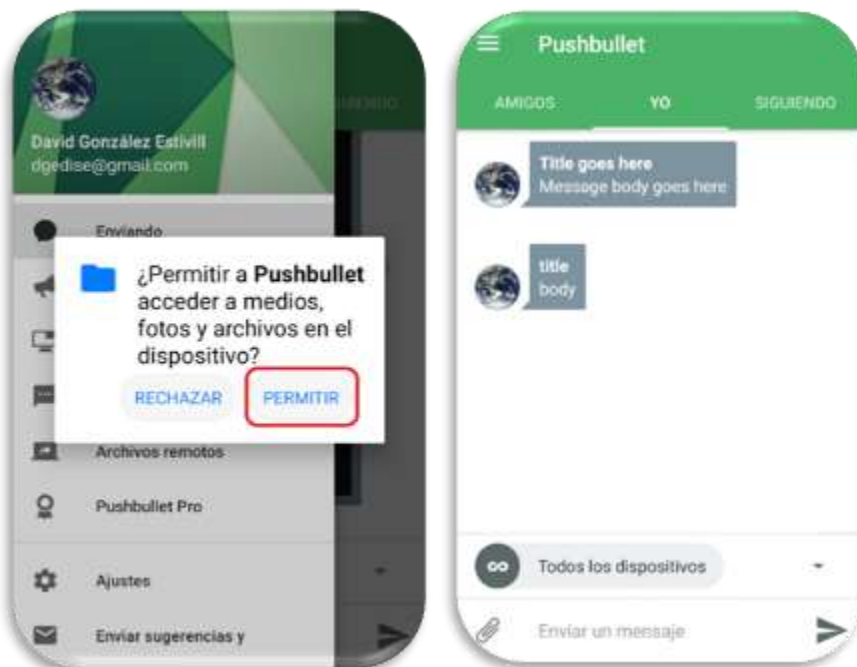 David González Estivill
dgedise@gmail.com
Enviando
¿Permitir a Pushbullet
acceder a medios,
fotos y archivos en el
dispositivo?
RECHAZAR PERMITIR
Archivos remotos
Pushbullet Pro
Ajustes
Enviar sugerencias y
Pushbullet
AMIGOS YO SIGUIENDO
Title goes here
Message body goes here
title
body
Todos los dispositivos
Enviar un mensaje